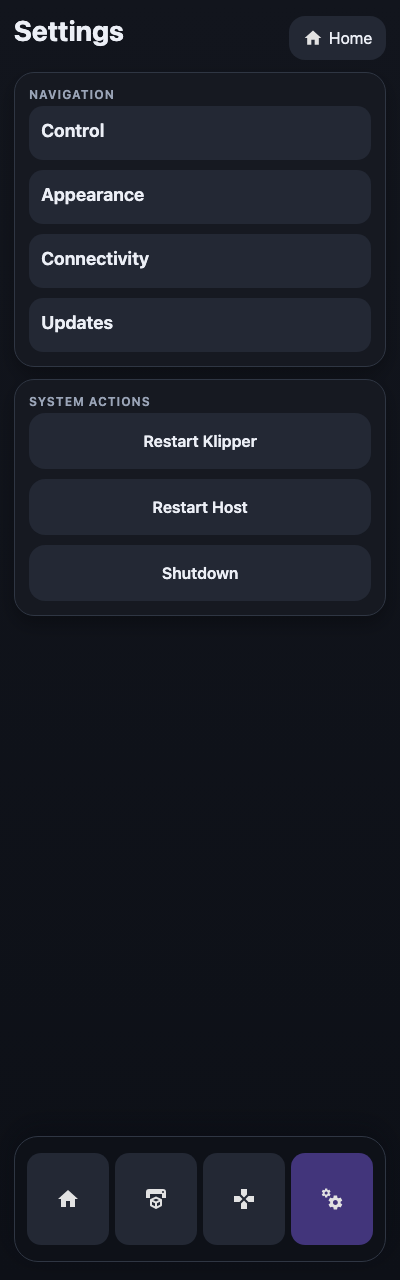 Settings
Home
NAVIGATION
Control
Appearance
Connectivity
Updates
SYSTEM ACTIONS
Restart Klipper
Restart Host
Shutdown